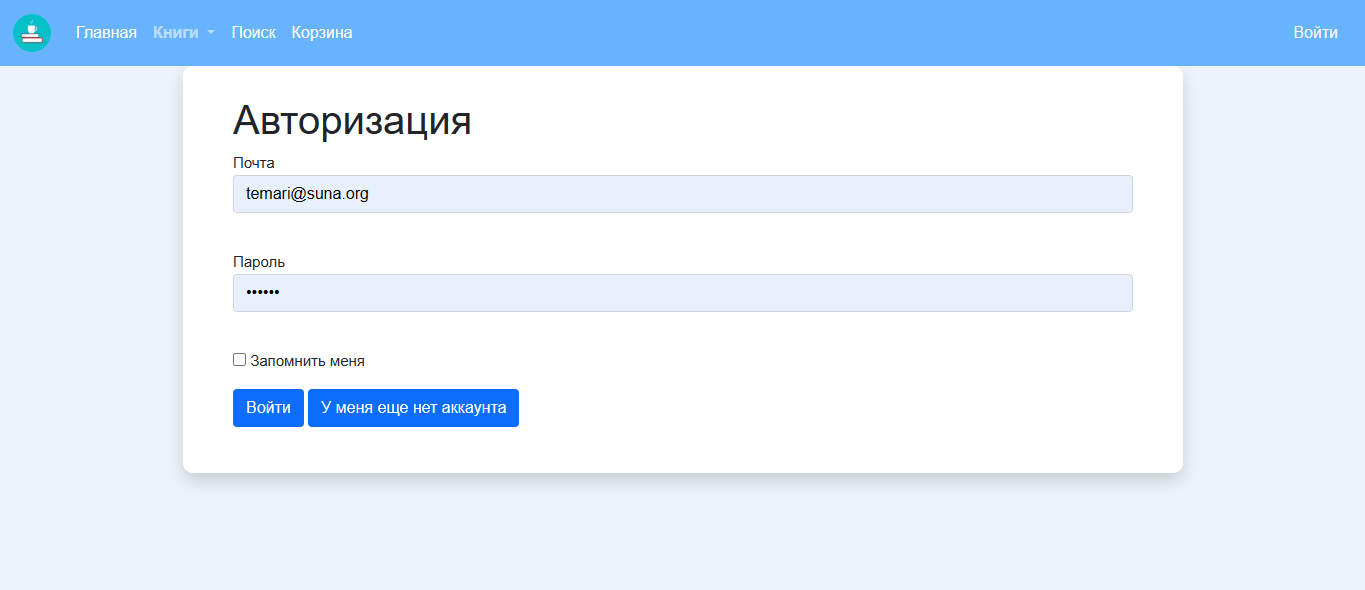 Главная Книги Поиск Корзина Войти
Авторизация
Почта
temari@suna.org
Пароль
••••••
Запомнить меня
Войти У меня еще нет аккаунта